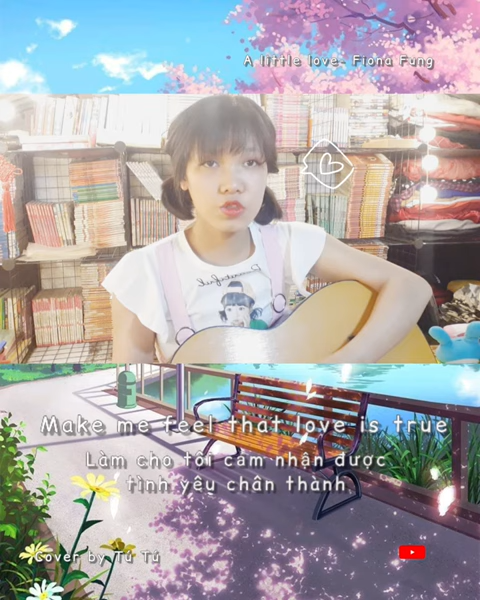 A little love- Fiona Fung
Beautiful
Make me feel that love is true
Làm cho tôi cảm nhận được
tình yêu chân thành
Cover by Tú Tú